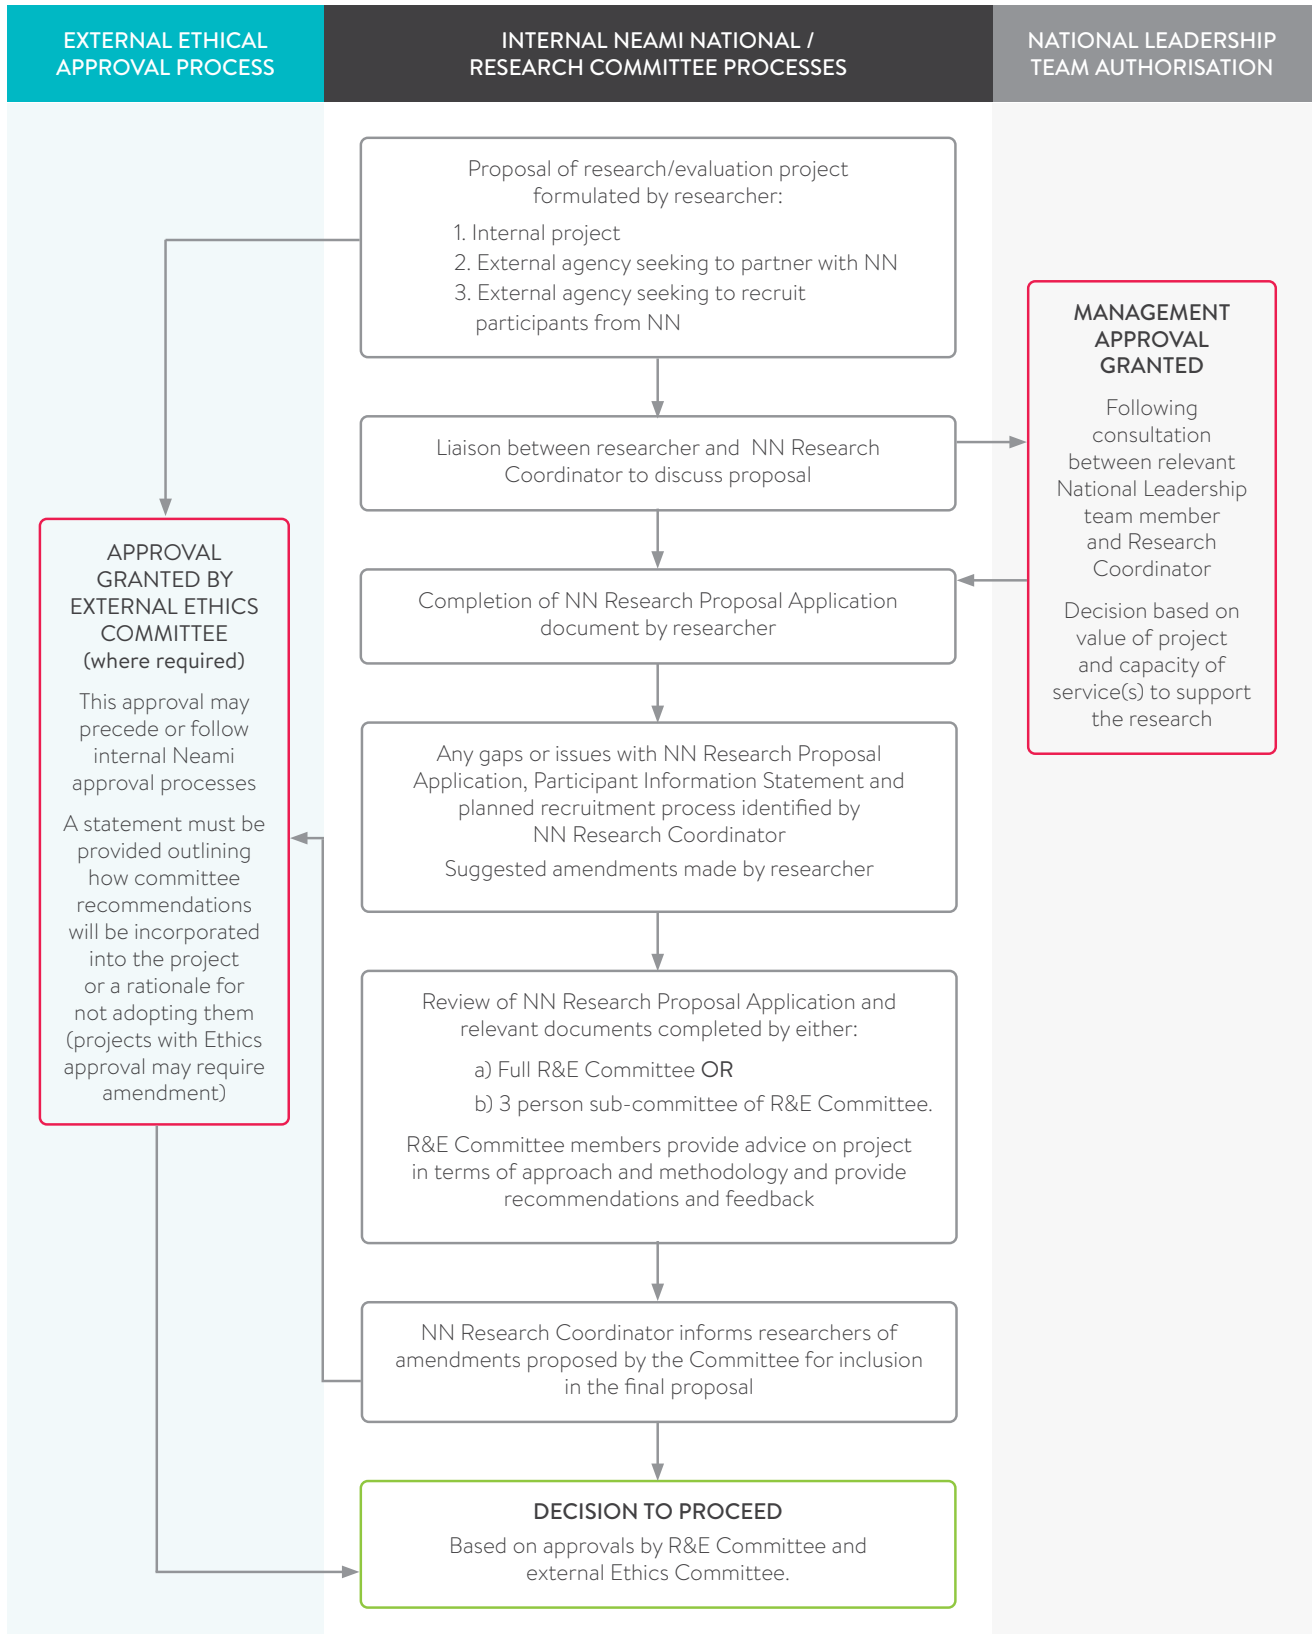 EXTERNAL ETHICAL
APPROVAL PROCESS
INTERNAL NEAMI NATIONAL /
RESEARCH COMMITTEE PROCESSES
NATIONAL LEADERSHIP
TEAM AUTHORISATION
Proposal of research/evaluation project
formulated by researcher:
1. Internal project
2. External agency seeking to partner with NN
3. External agency seeking to recruit
participants from NN
MANAGEMENT
APPROVAL
GRANTED
Following
consultation
between relevant
National Leadership
team member
and Research
Coordinator
Decision based on
value of project
and capacity of
service(s) to support
the research
Liaison between researcher and NN Research
Coordinator to discuss proposal
Completion of NN Research Proposal Application
document by researcher
APPROVAL
GRANTED BY
EXTERNAL ETHICS
COMMITTEE
(where required)
This approval may
precede or follow
internal Neami
approval processes
A statement must be
provided outlining
how committee
recommendations
will be incorporated
into the project
or a rationale for
not adopting them
(projects with Ethics
approval may require
amendment)
Any gaps or issues with NN Research Proposal
Application, Participant Information Statement and
planned recruitment process identified by
NN Research Coordinator
Suggested amendments made by researcher
Review of NN Research Proposal Application and
relevant documents completed by either:
a) Full R&E Committee OR
b) 3 person sub-committee of R&E Committee.
R&E Committee members provide advice on project
in terms of approach and methodology and provide
recommendations and feedback
NN Research Coordinator informs researchers of
amendments proposed by the Committee for inclusion
in the final proposal
DECISION TO PROCEED
Based on approvals by R&E Committee and
external Ethics Committee.